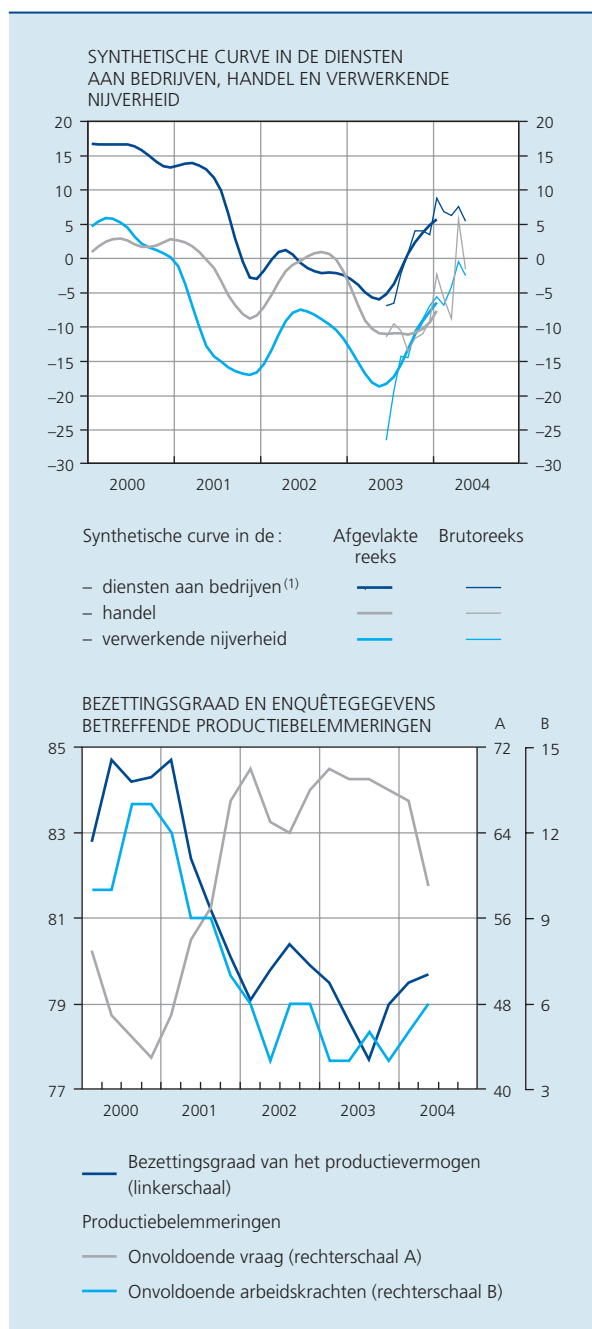 SYNTHETISCHE CURVE IN DE DIENSTEN
AAN BEDRIJVEN, HANDEL EN VERWERKENDE
NIJVERHEID
20 20
15 15
10 10
5 5
0 0
–5 –5
–10 –10
–15 –15
–20 –20
–25 –25
–30 –30
2000 2001 2002 2003 2004
Synthetische curve in de : Afgevlakte Brutoreeks
reeks
– diensten aan bedrijven (1)
– handel
– verwerkende nijverheid
BEZETTINGSGRAAD EN ENQUÊTEGEGEVENS
BETREFFENDE PRODUCTIEBELEMMERINGEN A B
85 72 15
83 64 12
81 56 9
79 48 6
77 40 3
2000 2001 2002 2003 2004
Bezettingsgraad van het productievermogen
(linkerschaal)
Productiebelemmeringen
Onvoldoende vraag (rechterschaal A)
Onvoldoende arbeidskrachten (rechterschaal B)